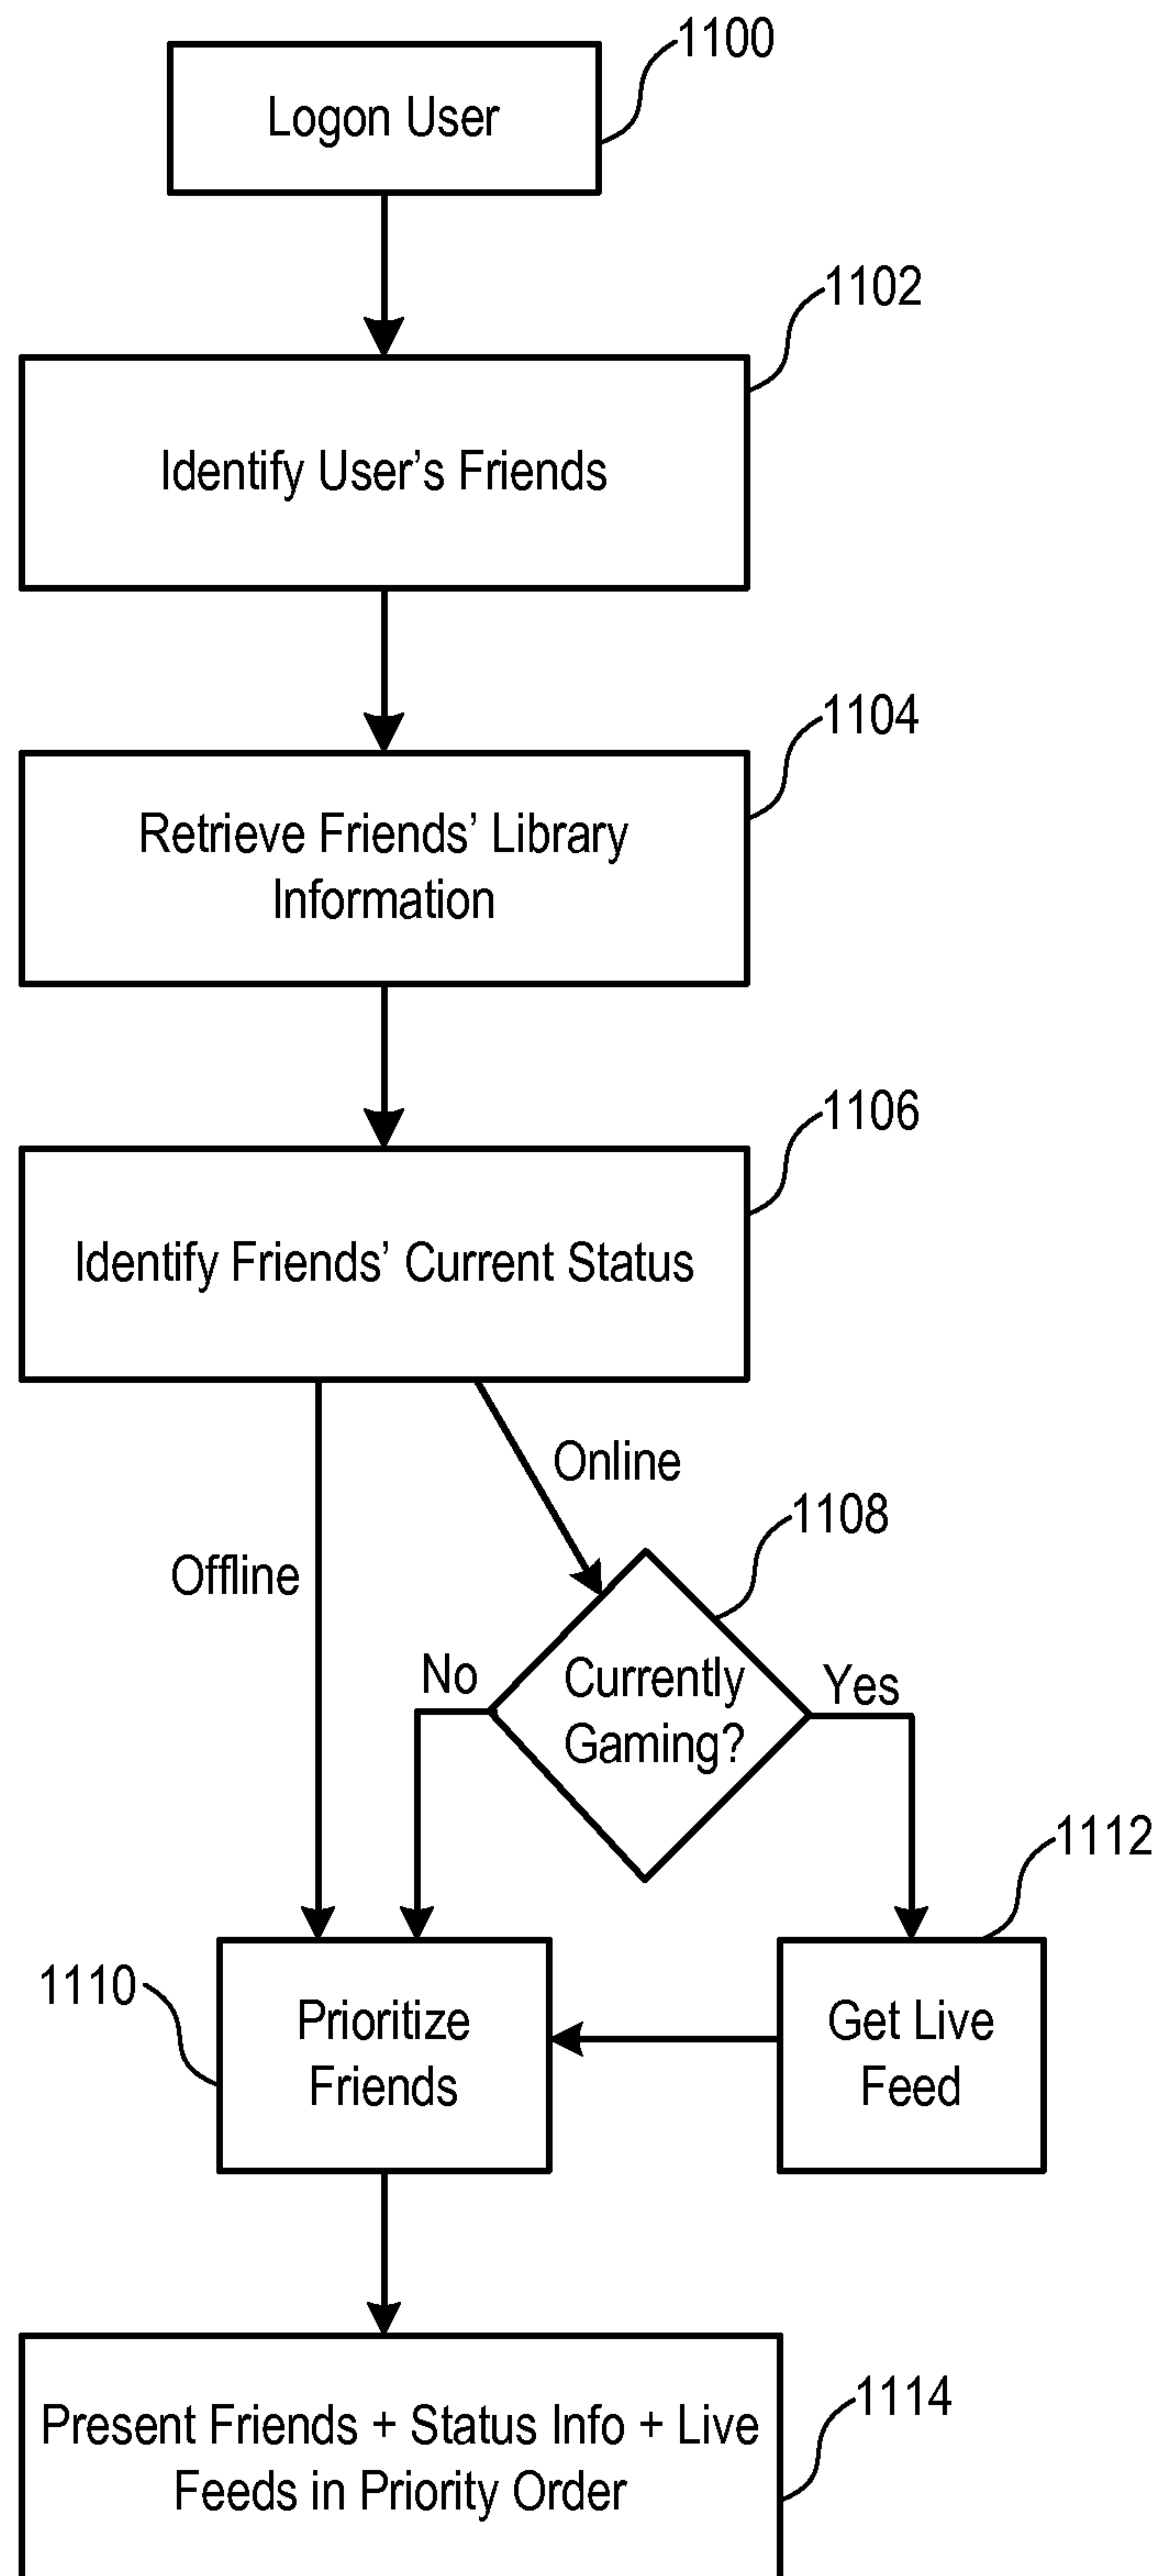 1100
Logon User
1102
Identify User’s Friends
1104
Retrieve Friends’ Library
Information
1106
Identify Friends’ Current Status
Online
1108
Offline
No
Currently
Gaming?
Yes
1112
1110
Prioritize
Friends
Get Live
Feed
1114
Present Friends + Status Info + Live
Feeds in Priority Order